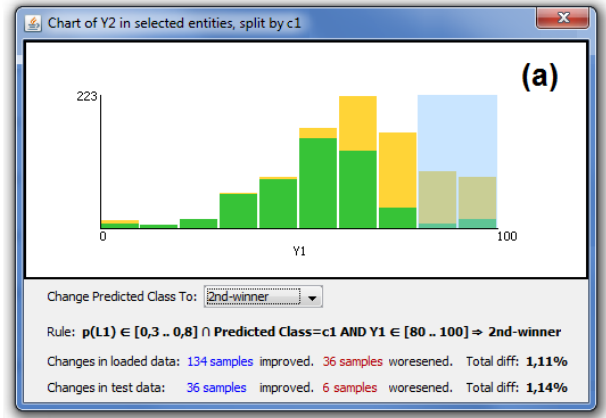 Chart of Y2 in selected entities, split by c1
(a)
223
0
100
Y1
Change Predicted Class To: 2nd-winner
Rule: p(L1) ∈ [0,3 .. 0,8] ∩ Predicted Class=c1 AND Y1 ∈ [80 .. 100] ⇒ 2nd-winner
Changes in loaded data: 134 samples improved. 36 samples woresened. Total diff: 1,11%
Changes in test data: 36 samples improved. 6 samples woresened. Total diff: 1,14%